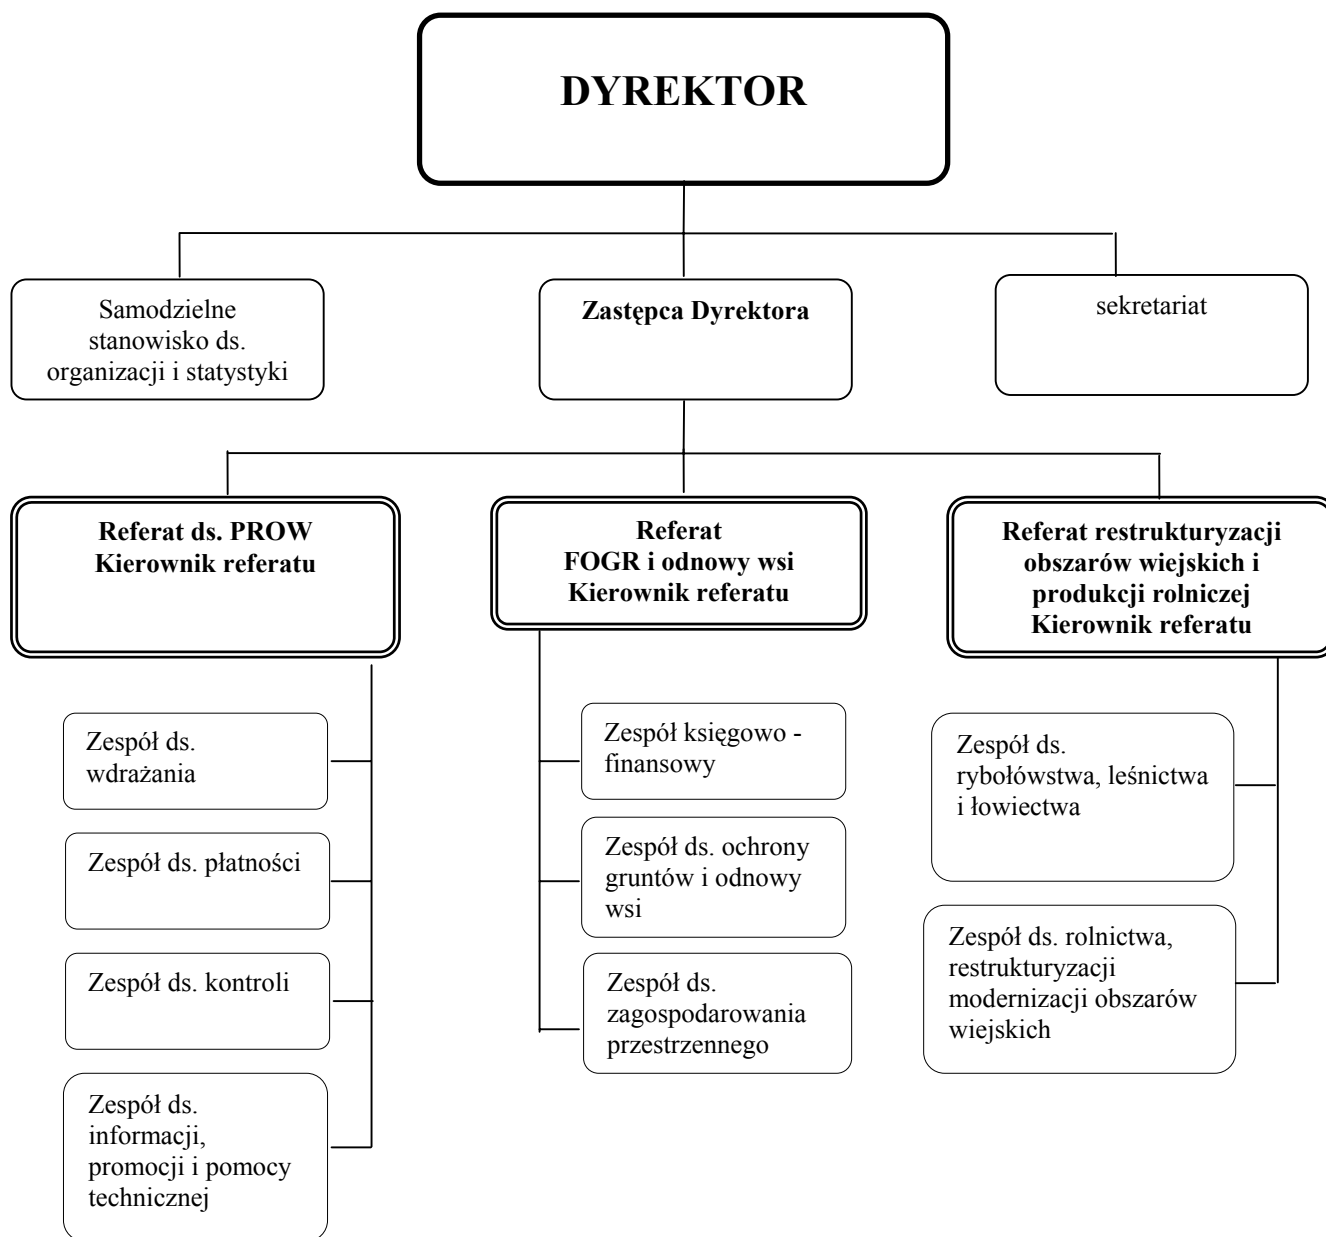 DYREKTOR
Samodzielne
stanowisko ds.
organizacji i statystyki
Zastępca Dyrektora
sekretariat
Referat ds. PROW
Kierownik referatu
Referat
FOGR i odnowy wsi
Kierownik referatu
Referat restrukturyzacji
obszarów wiejskich i
produkcji rolniczej
Kierownik referatu
Zespół ds.
wdrażania
Zespół ds. płatności
Zespół ds. kontroli
Zespół ds.
informacji,
promocji i pomocy
technicznej
Zespół księgowo -
finansowy
Zespół ds. ochrony
gruntów i odnowy
wsi
Zespół ds.
zagospodarowania
przestrzennego
Zespół ds.
rybołówstwa, leśnictwa
i łowiectwa
Zespół ds. rolnictwa,
restrukturyzacji
modernizacji obszarów
wiejskich